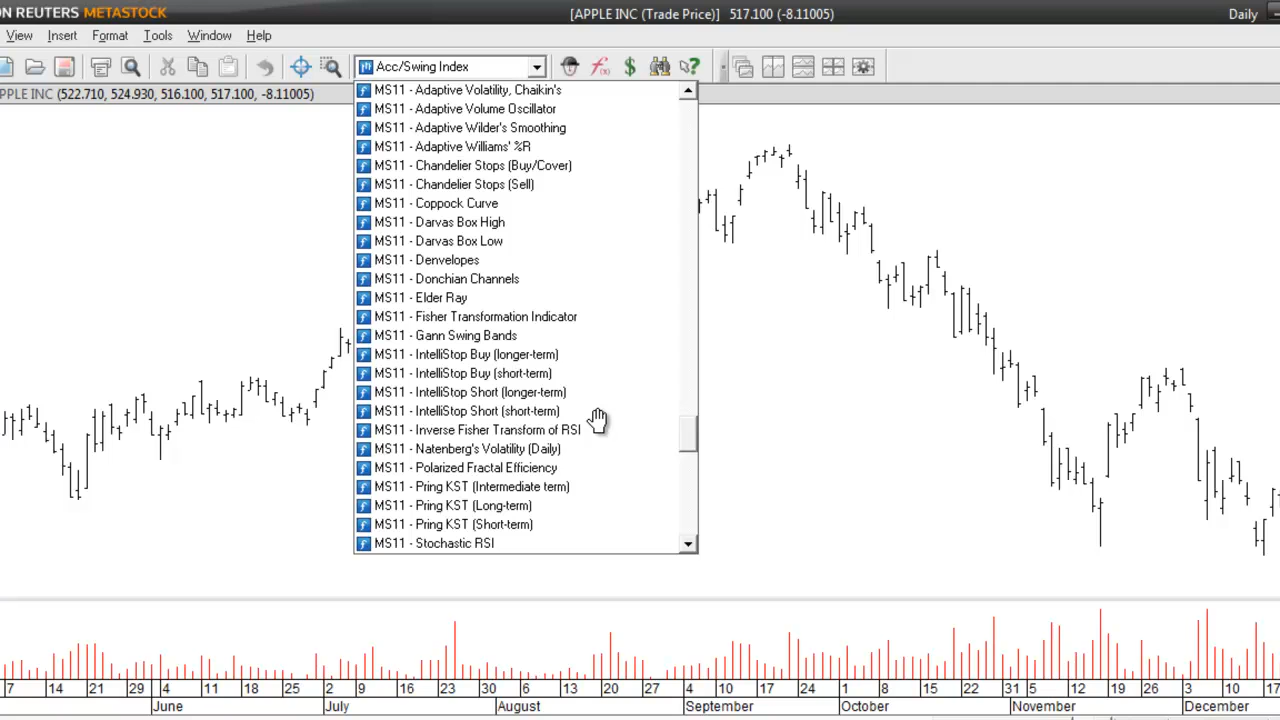 ON REUTERS METASTOCK [APPLE INC (Trade Price)] 517.100 (-8.11005) Daily
View Insert Format Tools Window Help
Acc/Swing Index
PPLE INC (522.710, 524.930, 516.100, 517.100, -8.11005)
MS11 - Adaptive Volatility, Chaikin's
MS11 - Adaptive Volume Oscillator
MS11 - Adaptive Wilder's Smoothing
MS11 - Adaptive Williams' %R
MS11 - Chandelier Stops (Buy/Cover)
MS11 - Chandelier Stops (Sell)
MS11 - Coppock Curve
MS11 - Darvas Box High
MS11 - Darvas Box Low
MS11 - Denvelopes
MS11 - Donchian Channels
MS11 - Elder Ray
MS11 - Fisher Transformation Indicator
MS11 - Gann Swing Bands
MS11 - IntelliStop Buy (longer-term)
MS11 - IntelliStop Buy (short-term)
MS11 - IntelliStop Short (longer-term)
MS11 - IntelliStop Short (short-term)
MS11 - Inverse Fisher Transform of RSI
MS11 - Natenberg's Volatility (Daily)
MS11 - Polarized Fractal Efficiency
MS11 - Pring KST (Intermediate term)
MS11 - Pring KST (Long-term)
MS11 - Pring KST (Short-term)
MS11 - Stochastic RSI
7 14 21 29 4 11 18 25 2 9 16 23 30 6 13 20 27 4 10 17 24 1 8 15 22 31 5 12 19 26 3 10 17
June July August September October November December